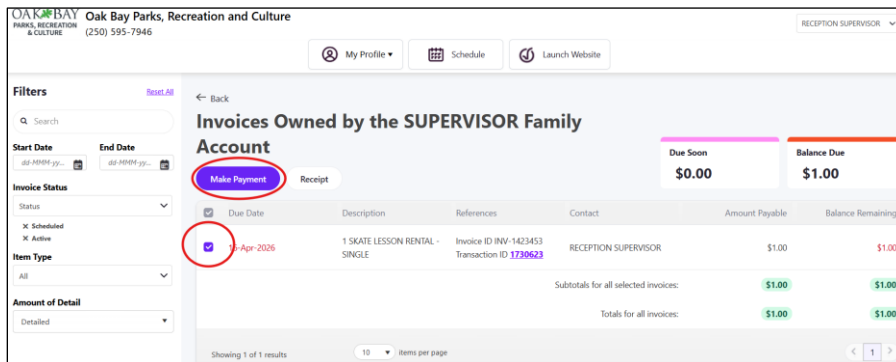 OAK BAY
PARKS, RECREATION
& CULTURE
Oak Bay Parks, Recreation and Culture
(250) 595-7946
RECEPTION SUPERVISOR
My Profile
Schedule
Launch Website
Filters
Reset All
Search
Start Date
End Date
dd-MMM-yy...
dd-MMM-yy...
Invoice Status
Status
× Scheduled
× Active
Item Type
All
Amount of Detail
Detailed
← Back
Invoices Owned by the SUPERVISOR Family
Account
Make Payment
Receipt
Due Soon
$0.00
Balance Due
$1.00
Due Date
Description
References
Contact
Amount Payable
Balance Remaining
-Apr-2026
1 SKATE LESSON RENTAL -
SINGLE
Invoice ID INV-1423453
Transaction ID 1730623
RECEPTION SUPERVISOR
$1.00
$1.00
Subtotals for all selected invoices:
$1.00
$1.00
Totals for all invoices:
$1.00
$1.00
Showing 1 of 1 results
10
items per page
1